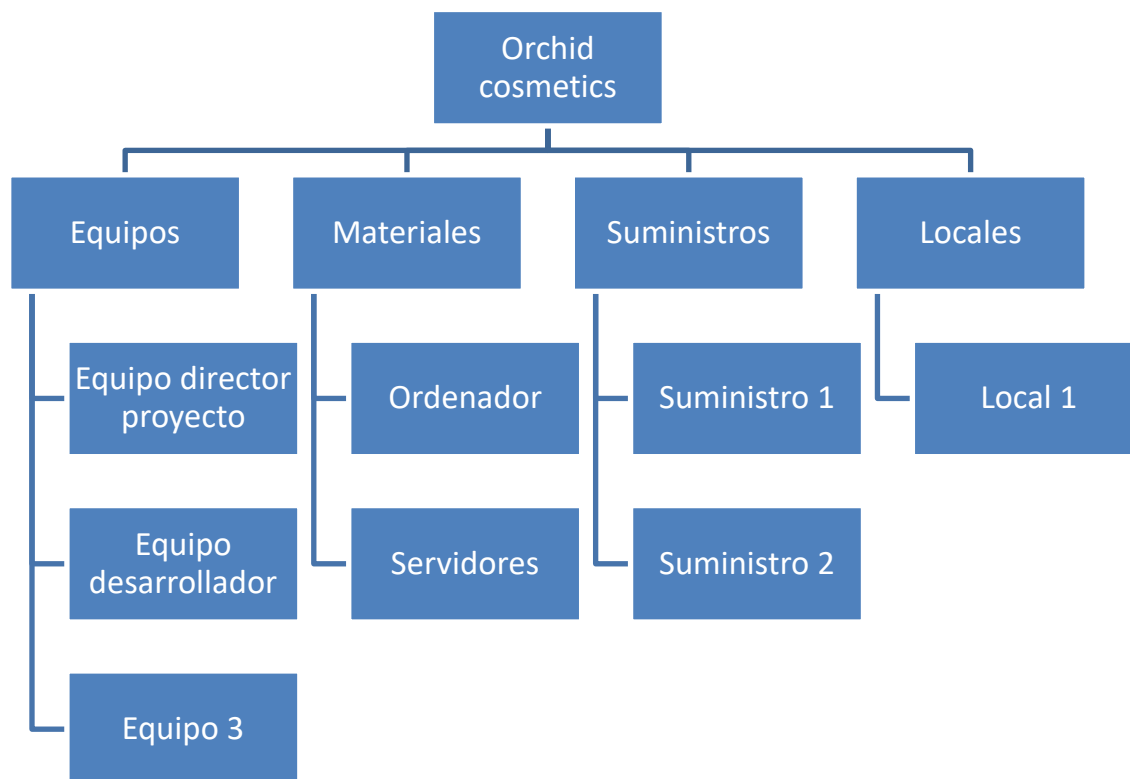 Orchid
cosmetics
Equipos
Materiales
Suministros
Locales
Equipo director
proyecto
Ordenador
Suministro 1
Local 1
Equipo
desarrollador
Servidores
Suministro 2
Equipo 3